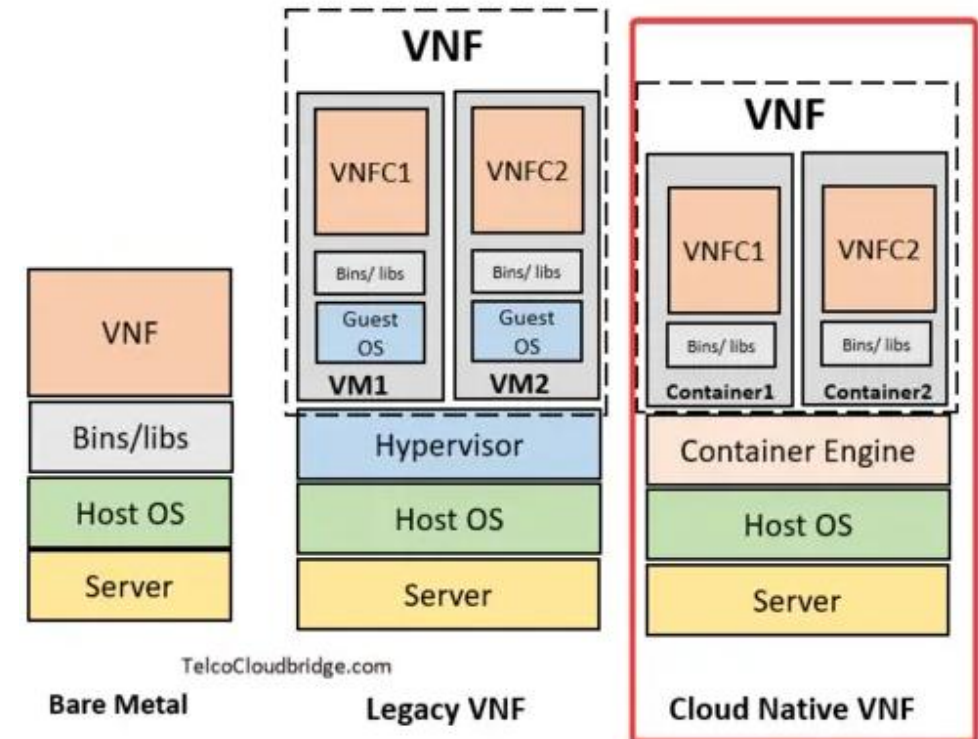 VNF
Bins/libs
Host OS
Server
Bare Metal
VNF
VNFC1
Bins/ libs
Guest
OS
VM1
VNFC2
Bins/ libs
Guest
OS
VM2
Hypervisor
Host OS
Server
TelcoCloudbridge.com
Legacy VNF
VNF
VNFC1
Bins/ libs
Container1
VNFC2
Bins/ libs
Container2
Container Engine
Host OS
Server
Cloud Native VNF